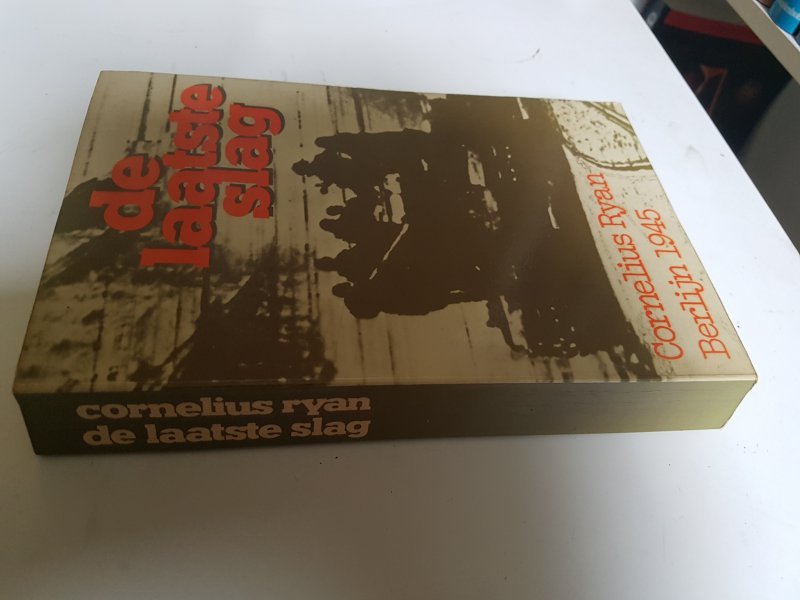 de
laatste
slag
Cornelius Ryan
Berlijn 1945
cornelius ryan
de laatste slag